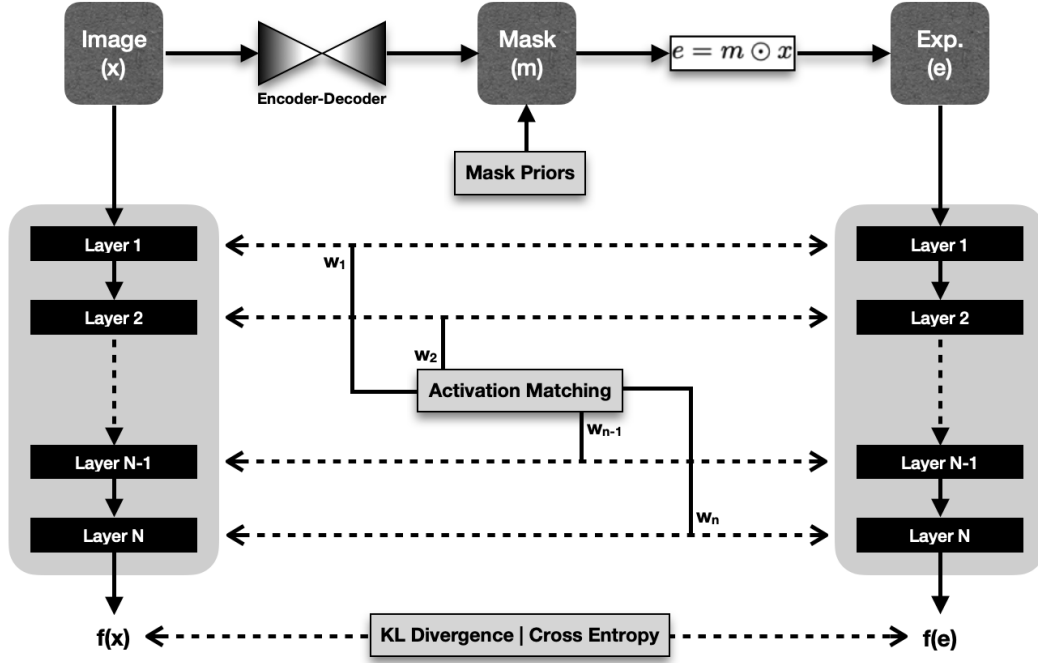 Image
(x)
Encoder-Decoder
Mask
(m)
e = m ⊙ x
Exp.
(e)
Mask Priors
Layer 1
Layer 2
Layer N-1
Layer N
f(x)
w₁
w₂
Activation Matching
wₙ₋₁
wₙ
Layer 1
Layer 2
Layer N-1
Layer N
f(e)
KL Divergence | Cross Entropy